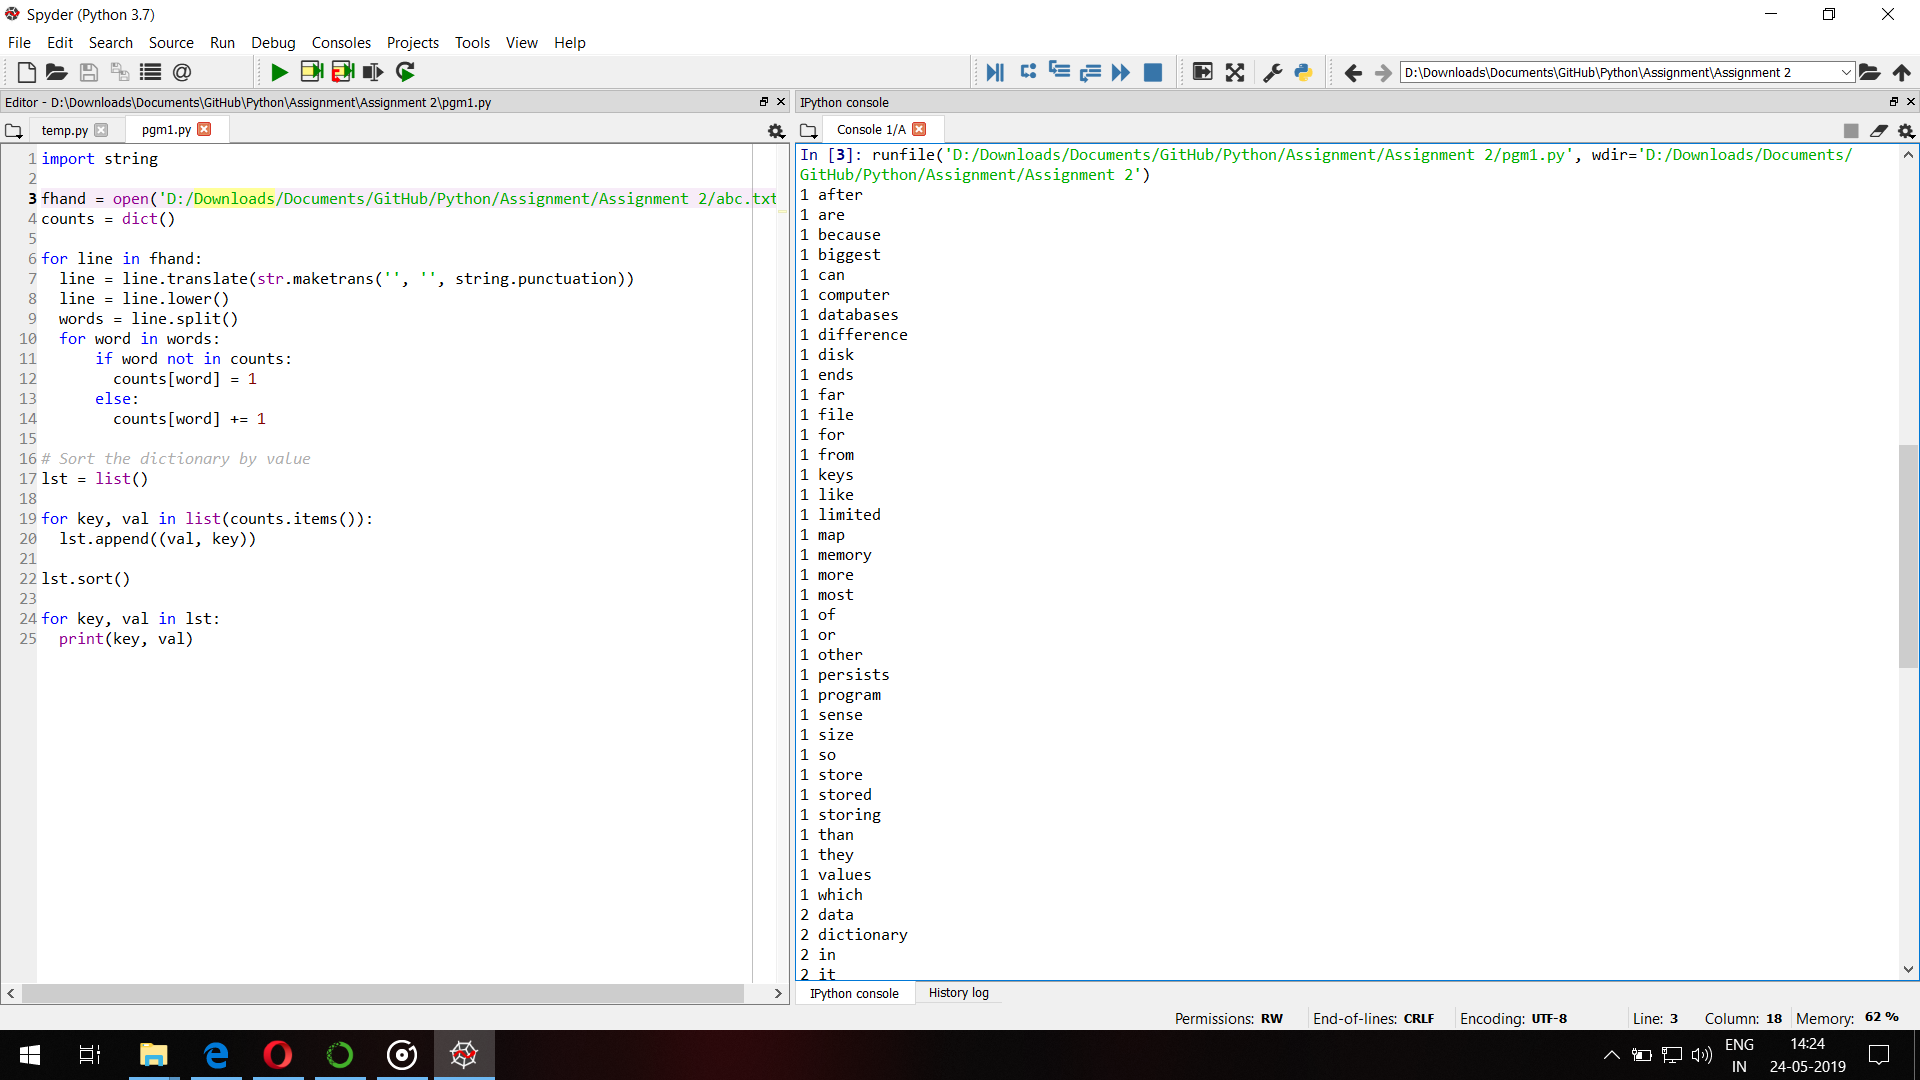 Spyder (Python 3.7)
File Edit Search Source Run Debug Consoles Projects Tools View Help
D:\Downloads\Documents\GitHub\Python\Assignment\Assignment 2
Editor - D:\Downloads\Documents\GitHub\Python\Assignment\Assignment 2\pgm1.py
temp.py pgm1.py
1 import string
2
3 fhand = open('D:/Downloads/Documents/GitHub/Python/Assignment/Assignment 2/abc.txt
4 counts = dict()
5
6 for line in fhand:
7   line = line.translate(str.maketrans('', '', string.punctuation))
8   line = line.lower()
9   words = line.split()
10   for word in words:
11       if word not in counts:
12         counts[word] = 1
13       else:
14         counts[word] += 1
15
16 # Sort the dictionary by value
17 lst = list()
18
19 for key, val in list(counts.items()):
20   lst.append((val, key))
21
22 lst.sort()
23
24 for key, val in lst:
25   print(key, val)
IPython console
Console 1/A
In [3]: runfile('D:/Downloads/Documents/GitHub/Python/Assignment/Assignment 2/pgm1.py', wdir='D:/Downloads/Documents/
GitHub/Python/Assignment/Assignment 2')
1 after
1 are
1 because
1 biggest
1 can
1 computer
1 databases
1 difference
1 disk
1 ends
1 far
1 file
1 for
1 from
1 keys
1 like
1 limited
1 map
1 memory
1 more
1 most
1 of
1 or
1 other
1 persists
1 program
1 sense
1 size
1 so
1 store
1 stored
1 storing
1 than
1 they
1 values
1 which
2 data
2 dictionary
2 in
2 it
IPython console History log
Permissions: RW End-of-lines: CRLF Encoding: UTF-8 Line: 3 Column: 18 Memory: 62 %
ENG
IN
14:24
24-05-2019